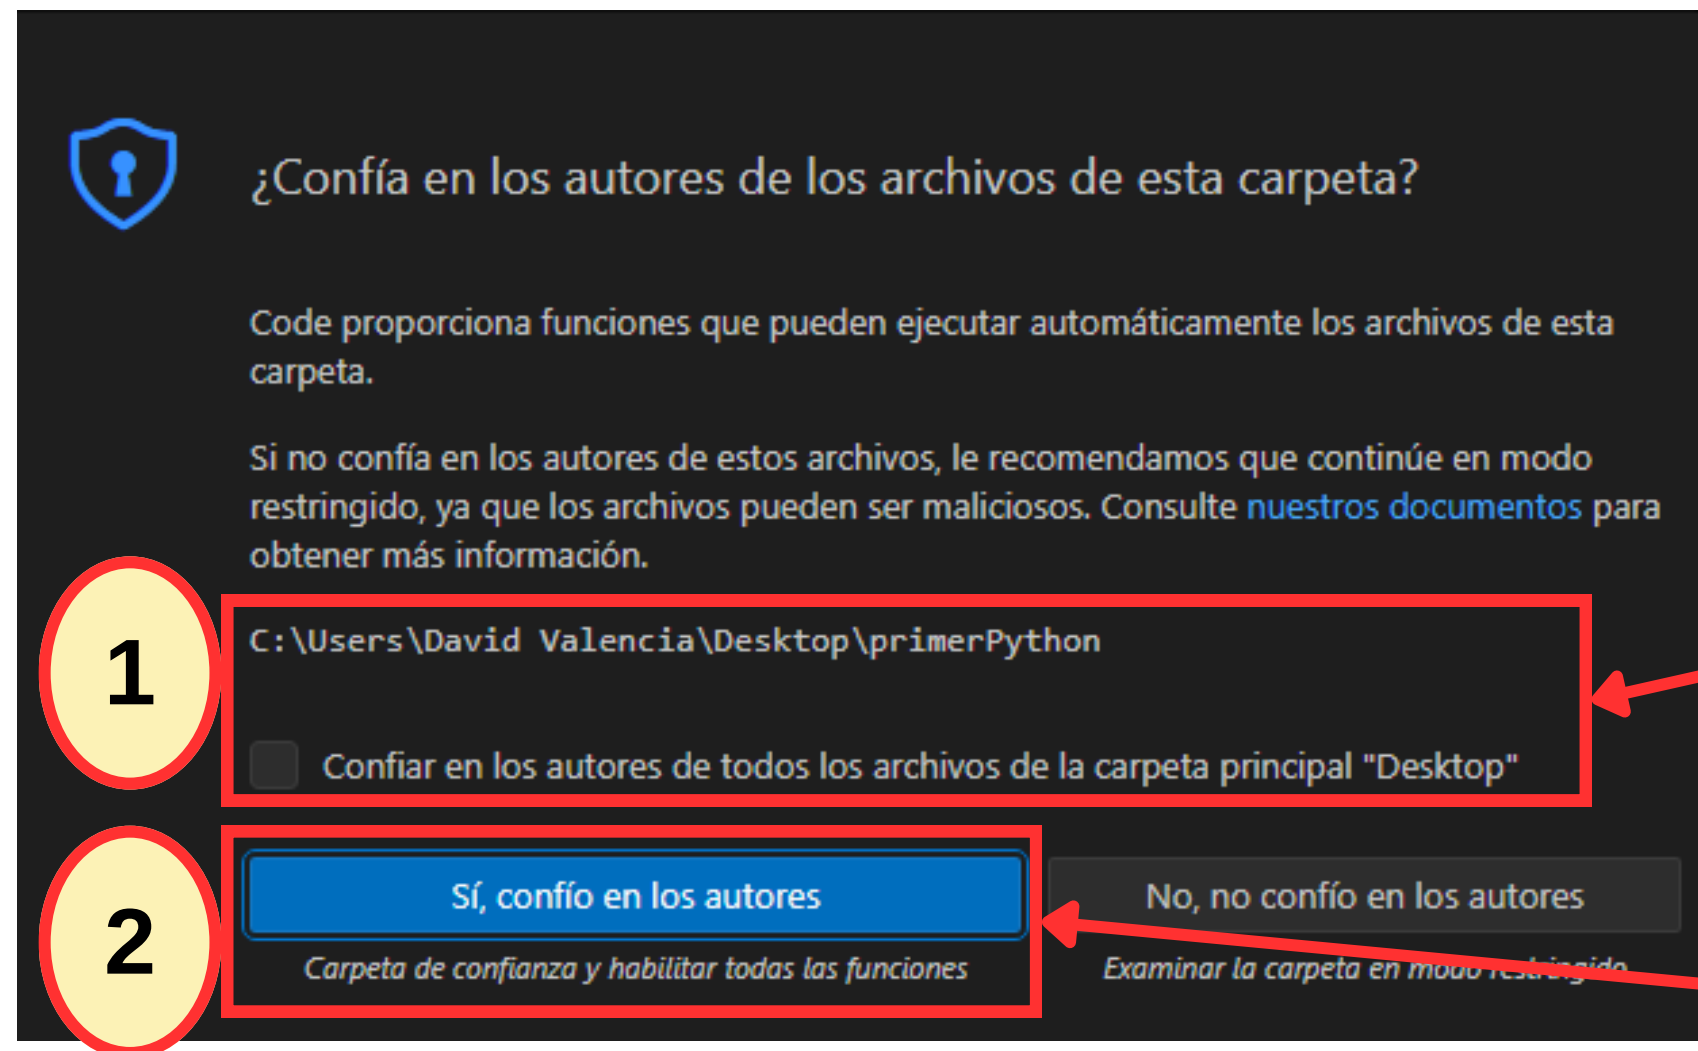 ¿Confía en los autores de los archivos de esta carpeta?
Code proporciona funciones que pueden ejecutar automáticamente los archivos de esta
carpeta.
Si no confía en los autores de estos archivos, le recomendamos que continúe en modo
restringido, ya que los archivos pueden ser maliciosos. Consulte nuestros documentos para
obtener más información.
1
C:\Users\David Valencia\Desktop\primerPython
Confiar en los autores de todos los archivos de la carpeta principal "Desktop"
2
Sí, confío en los autores
No, no confío en los autores
Carpeta de confianza y habilitar todas las funciones
Examinar la carpeta en modo restringido